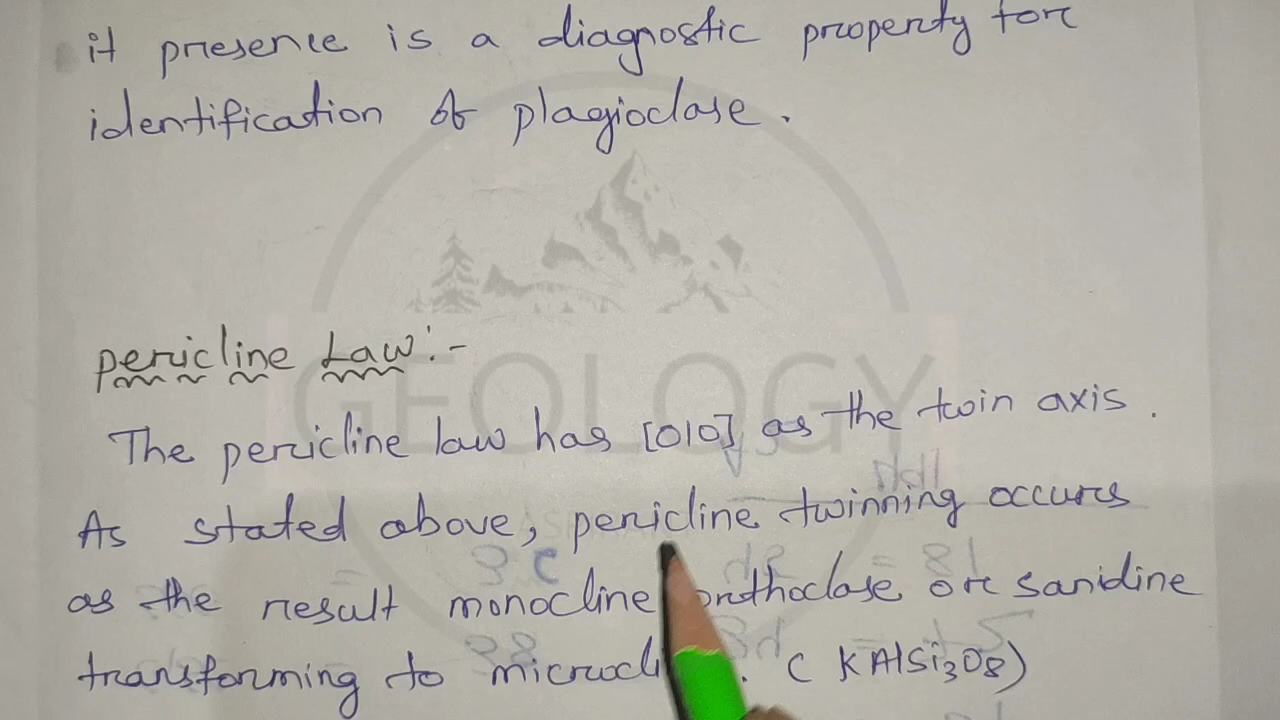 it presence is a diagnostic property for
identification of plagioclase.
pericline Law:-
The pericline law has [010] as the twin axis.
As stated above, pericline twinning occurs
as the result monocline orthoclase or sanidine
transforming to . (KAlSi3O8)
GEOLOGY